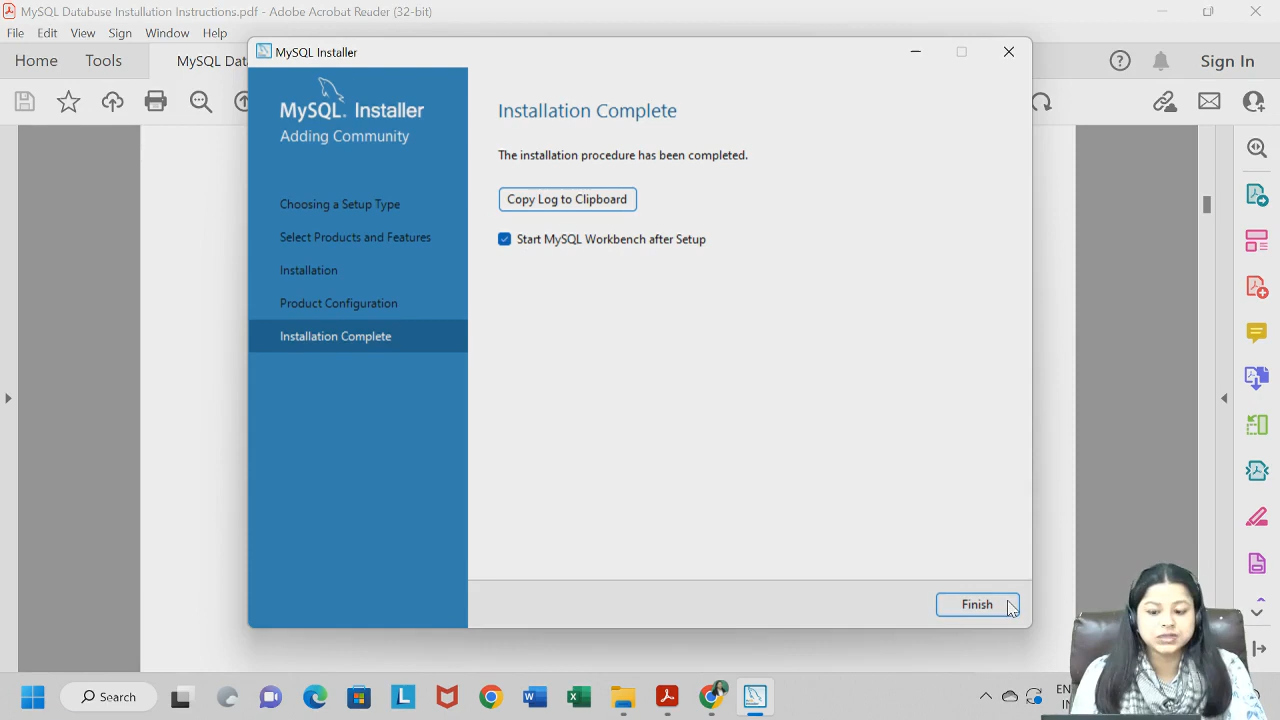 MySQL Database Installation Instructions.pdf - Adobe Acrobat Reader (32-bit)
File Edit View Sign Window Help
Home Tools MySQL Dat Sign In
MySQL Installer
MySQL. Installer
Adding Community
Choosing a Setup Type
Select Products and Features
Installation
Product Configuration
Installation Complete
Installation Complete
The installation procedure has been completed.
Copy Log to Clipboard
Start MySQL Workbench after Setup
Finish
Search
EN
IN